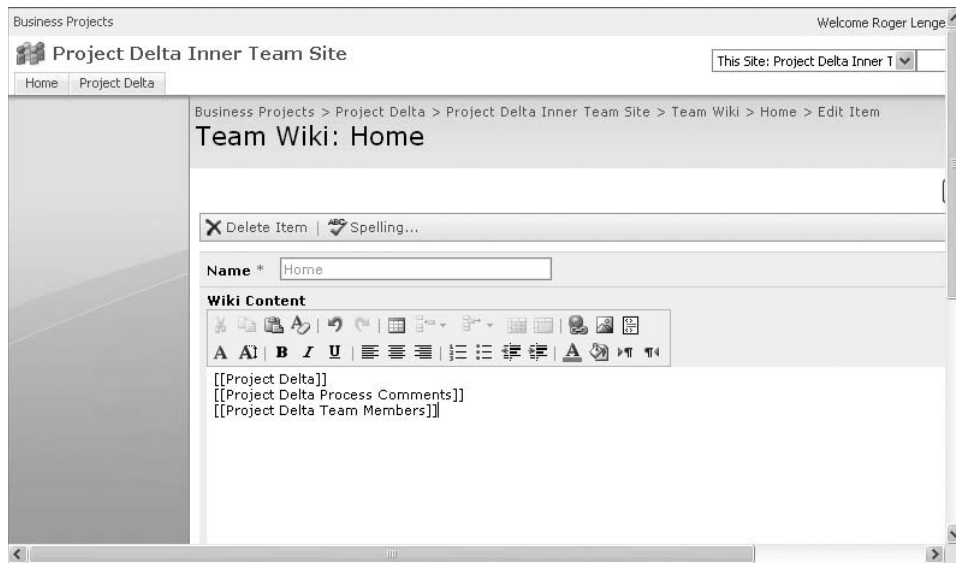 Business Projects
Welcome Roger Lenge
Project Delta Inner Team Site
This Site: Project Delta Inner T
Home Project Delta
Business Projects > Project Delta > Project Delta Inner Team Site > Team Wiki > Home > Edit Item
Team Wiki: Home
Delete Item | ABC Spelling...
Name * Home
Wiki Content
A A B I U A
[[Project Delta]]
[[Project Delta Process Comments]]
[[Project Delta Team Members]]